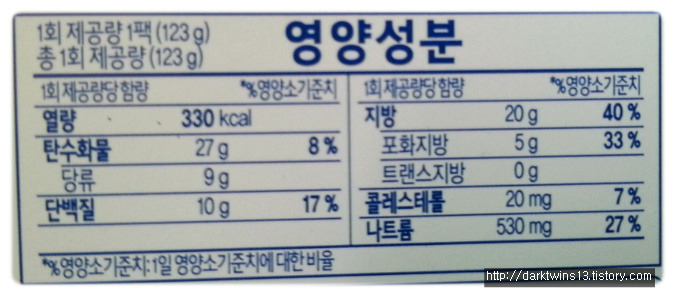 1회 제공량 1팩 (123 g)
총 1회 제공량 (123 g)
영양성분
1회 제공량당 함량 *%영양소기준치
열량 330 kcal
탄수화물 27 g 8 %
당류 9 g
단백질 10 g 17 %
1회 제공량당 함량 *%영양소기준치
지방 20 g 40 %
포화지방 5 g 33 %
트랜스지방 0 g
콜레스테롤 20 mg 7 %
나트륨 530 mg 27 %
*%영양소기준치:1일 영양소기준치에 대한 비율
http://darktwins13.tistory.com